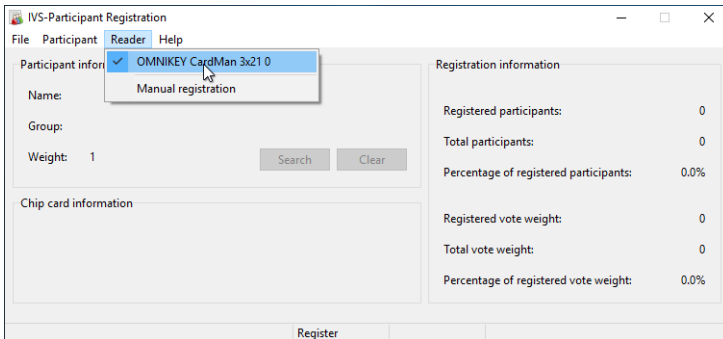 IVS-Participant Registration
File Participant Reader Help
OMNIKEY CardMan 3x21 0
Manual registration
Participant infor
Name:
Group:
Weight: 1
Search Clear
Chip card information
Registration information
Registered participants: 0
Total participants: 0
Percentage of registered participants: 0.0%
Registered vote weight: 0
Total vote weight: 0
Percentage of registered vote weight: 0.0%
Register